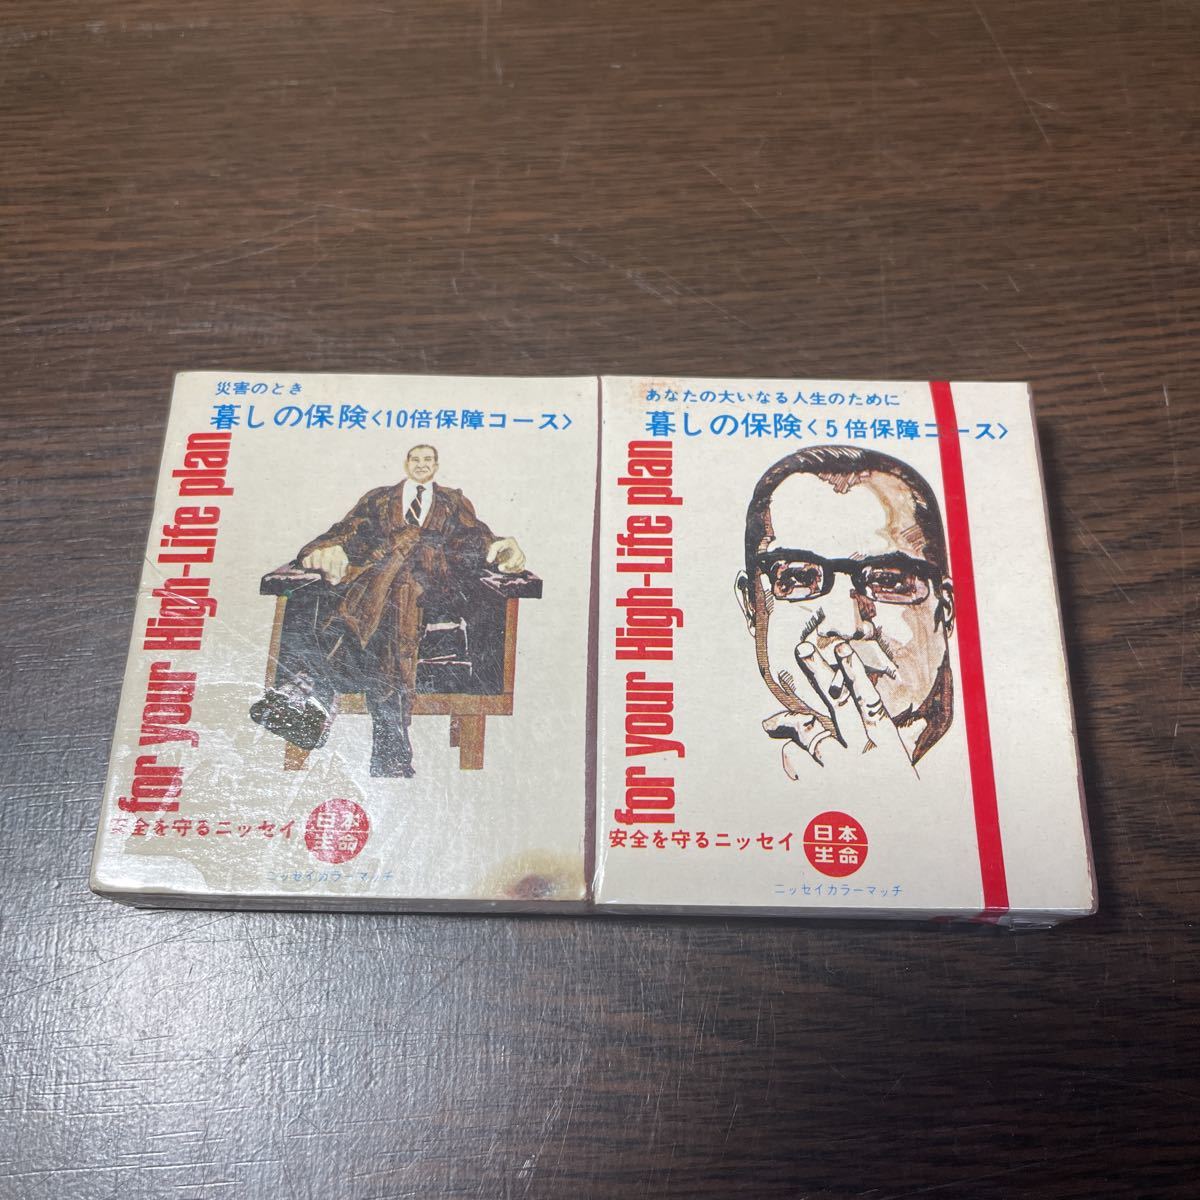 災害のとき
暮しの保険〈10倍保障コース〉
for your High-Life plan
安全を守るニッセイ
日本
生命
ニッセイカラーマッチ
あなたの大いなる人生のために
暮しの保険〈5倍保障コース〉
for your High-Life plan
安全を守るニッセイ
日本
生命
ニッセイカラーマッチ